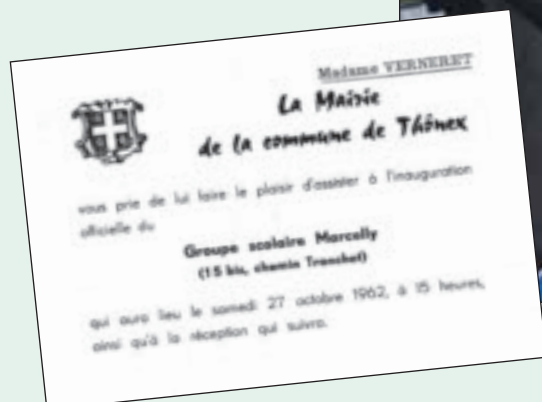 Madame VERNERET
La Mairie
de la commune de Thônex
vous prie de lui faire le plaisir d'assister à l'inauguration
officielle du
Groupe scolaire Marcelly
(15 bis, chemin Tronchet)
qui aura lieu le samedi 27 octobre 1962, à 15 heures,
ainsi qu'à la réception qui suivra.